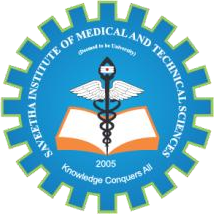 SAVEETHA INSTITUTE OF MEDICAL AND TECHNICAL SCIENCES
(Deemed to be University)
2005
Knowledge Conquers All